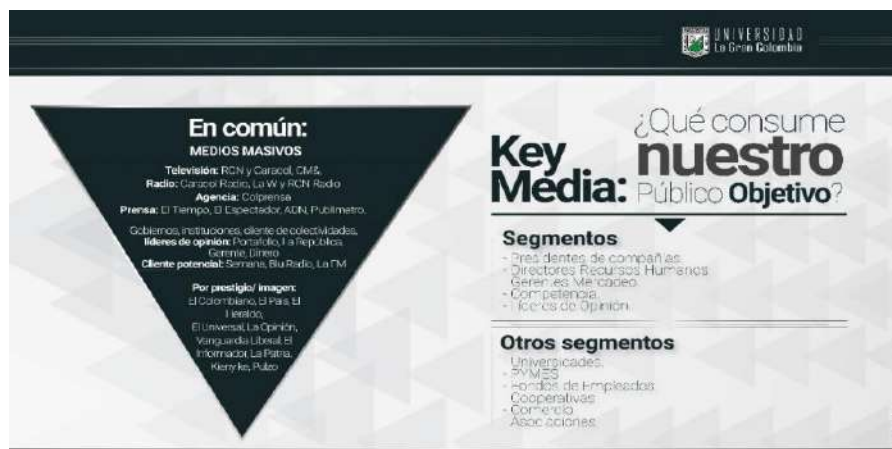 UNIVERSIDAD
La Gran Colombia
En común:
MEDIOS MASIVOS
Televisión: RCN y Caracol, CM&,
Radio: Caracol Radio, La W y RCN Radio
Agencia: Colprensa
Prensa: El Tiempo, El Espectador, ADN, Publimetro,
Gobiernos, instituciones, cliente de colectividades,
líderes de opinión: Portafolio, La República,
Gerente, Dinero
Cliente potencial: Semana, Blu Radio, La FM
Por prestigio/ imagen:
El Colombiano, El País, El
Heraldo,
El Universal, La Opinión,
Vanguardia Liberal, El
Informador, La Patria,
Kienyke, Pulzo
Key
Media:
¿Qué consume
nuestro
Público Objetivo?
Segmentos
- Presidentes de compañías.
- Directores Recursos Humanos
Gerentes Mercadeo.
- Competencia.
- Líderes de Opinión.
Otros segmentos
Universidades.
- PYMES
- Fondos de Empleados
Cooperativas
- Comercio
Asociaciones